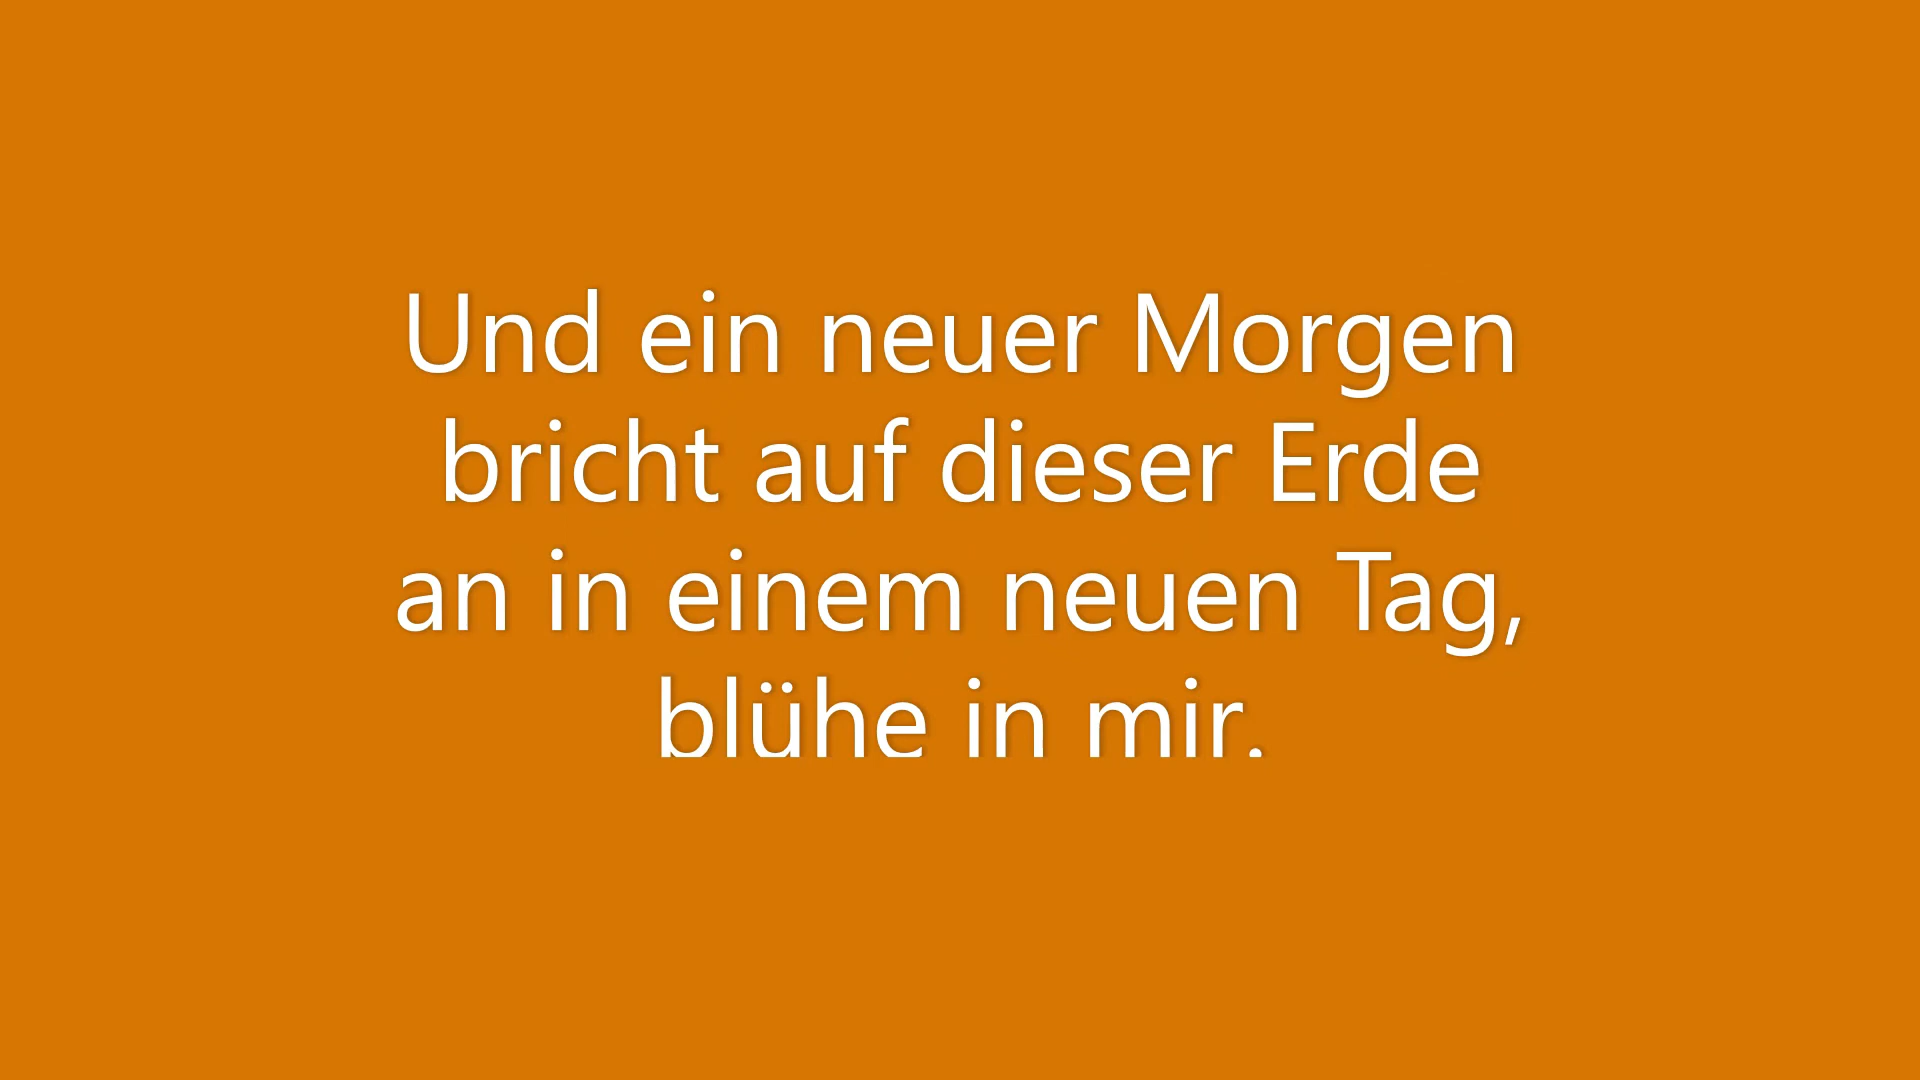 Und ein neuer Morgen
bricht auf dieser Erde
an in einem neuen Tag,
blühe in mir.